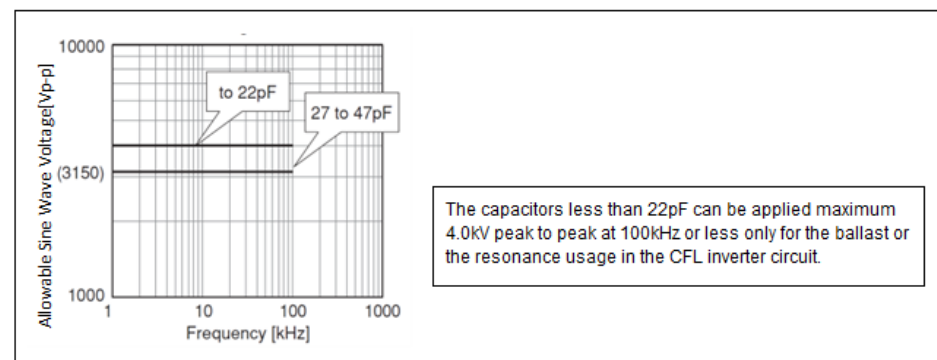 10000
to 22pF
27 to 47pF
(3150)
1000
Allowable Sine Wave Voltage[Vp-p]
1 10 100 1000
Frequency [kHz]
The capacitors less than 22pF can be applied maximum
4.0kV peak to peak at 100kHz or less only for the ballast or
the resonance usage in the CFL inverter circuit.